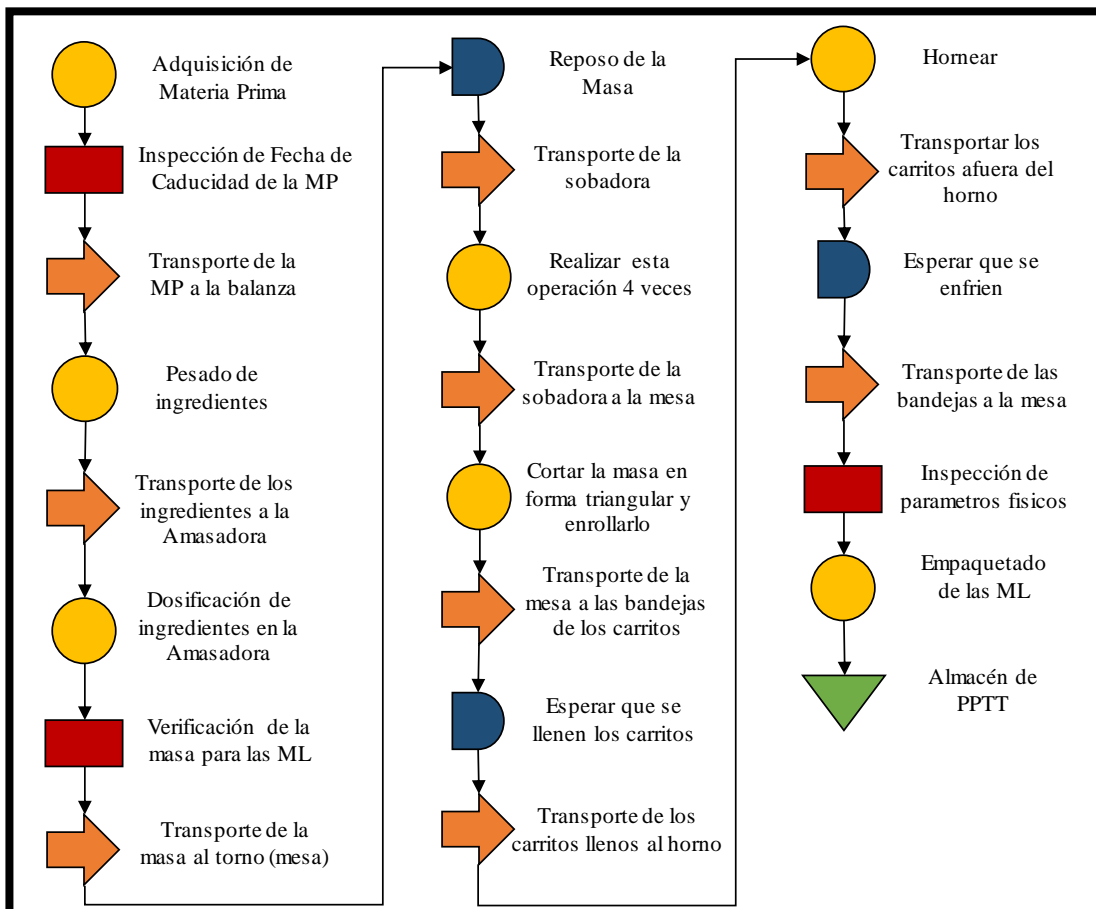 Adquisición de
Materia Prima
Inspección de Fecha de
Caducidad de la MP
Transporte de la
MP a la balanza
Pesado de
ingredientes
Transporte de los
ingredientes a la
Amasadora
Dosificación de
ingredientes en la
Amasadora
Verificación de la
masa para las ML
Transporte de la
masa al torno (mesa)
Reposo de la
Masa
Transporte de la
sobadora
Realizar esta
operación 4 veces
Transporte de la
sobadora a la mesa
Cortar la masa en
forma triangular y
enrollarlo
Transporte de la
mesa a las bandejas
de los carritos
Esperar que se
llenen los carritos
Transporte de los
carritos llenos al horno
Hornear
Transportar los
carritos afuera del
horno
Esperar que se
enfrien
Transporte de las
bandejas a la mesa
Inspección de
parametros fisicos
Empaquetado
de las ML
Almacén de
PPTT